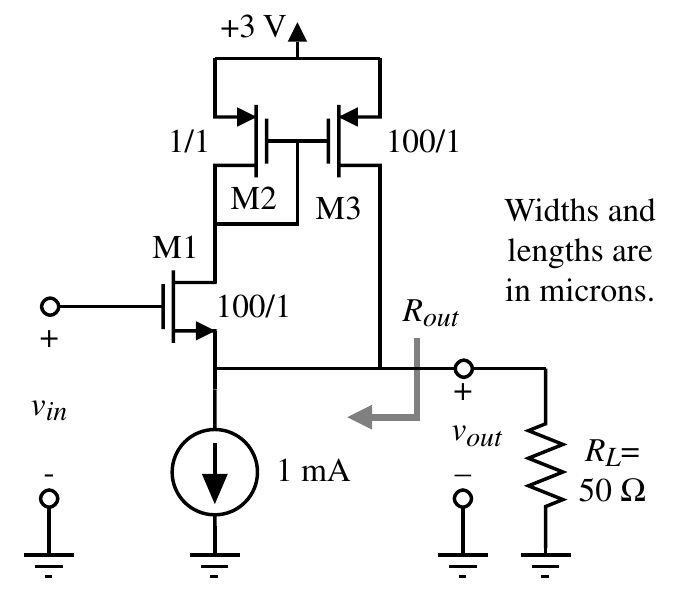 +3 V
1/1
100/1
M2
M3
Widths and
lengths are
in microns.
M1
100/1
R_out
+
v_in
-
1 mA
+
v_out
–
R_L=
50 Ω